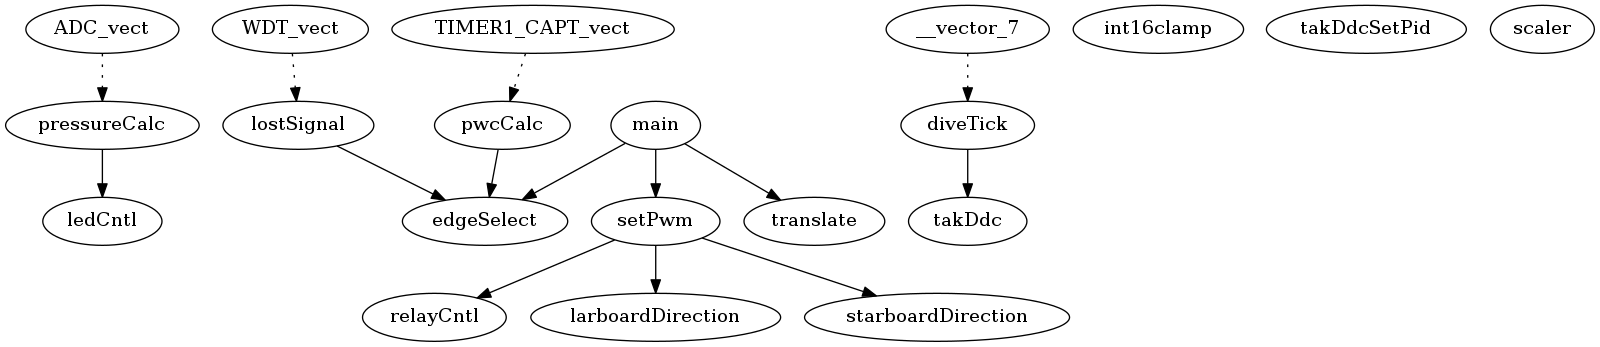 ADC_vect
WDT_vect
TIMER1_CAPT_vect
__vector_7
int16clamp
takDdcSetPid
scaler
pressureCalc
lostSignal
pwcCalc
main
diveTick
ledCntl
edgeSelect
setPwm
translate
takDdc
relayCntl
larboardDirection
starboardDirection